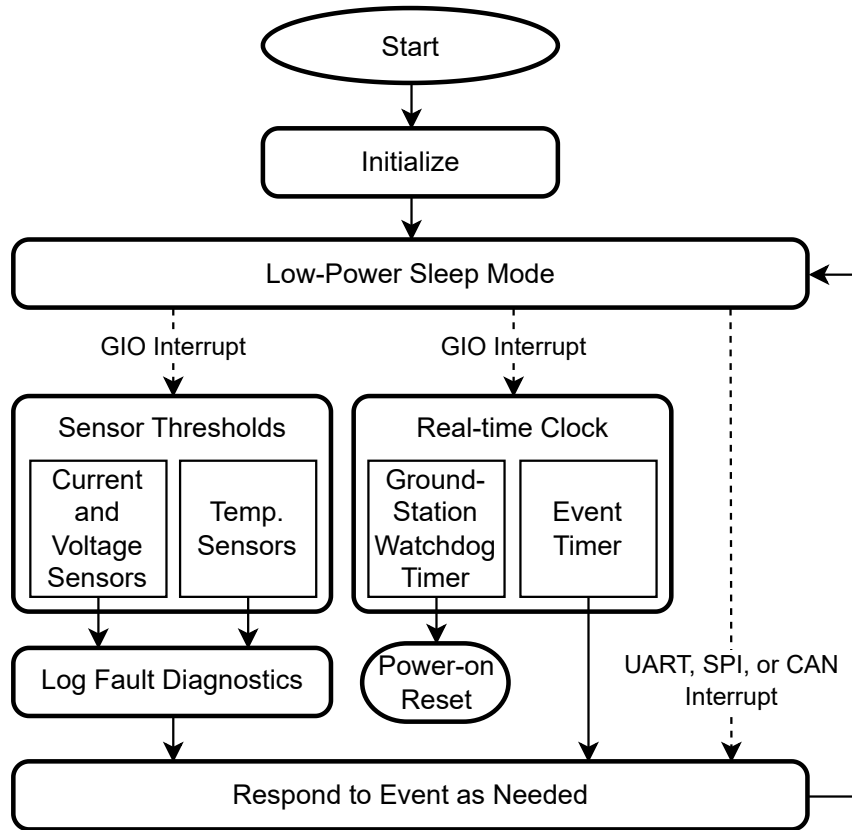 Start
Initialize
Low-Power Sleep Mode
GIO Interrupt
GIO Interrupt
Sensor Thresholds
Current
and
Voltage
Sensors
Temp.
Sensors
Real-time Clock
Ground-
Station
Watchdog
Timer
Event
Timer
Log Fault Diagnostics
Power-on
Reset
UART, SPI, or CAN
Interrupt
Respond to Event as Needed